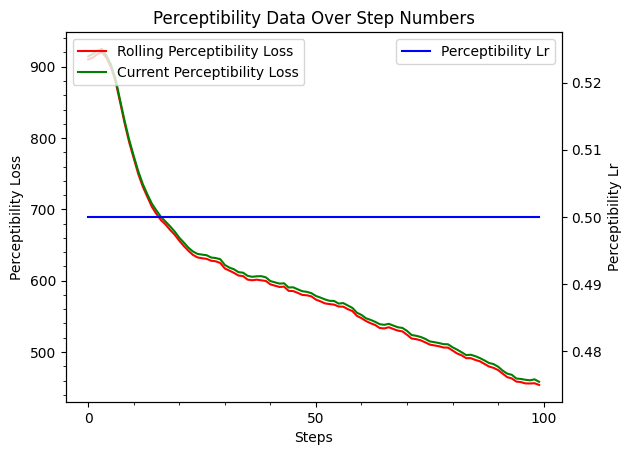 Perceptibility Data Over Step Numbers
Rolling Perceptibility Loss
Current Perceptibility Loss
Perceptibility Lr
900
800
700
600
500
Perceptibility Loss
0.52
0.51
0.50
0.49
0.48
Perceptibility Lr
0
50
100
Steps